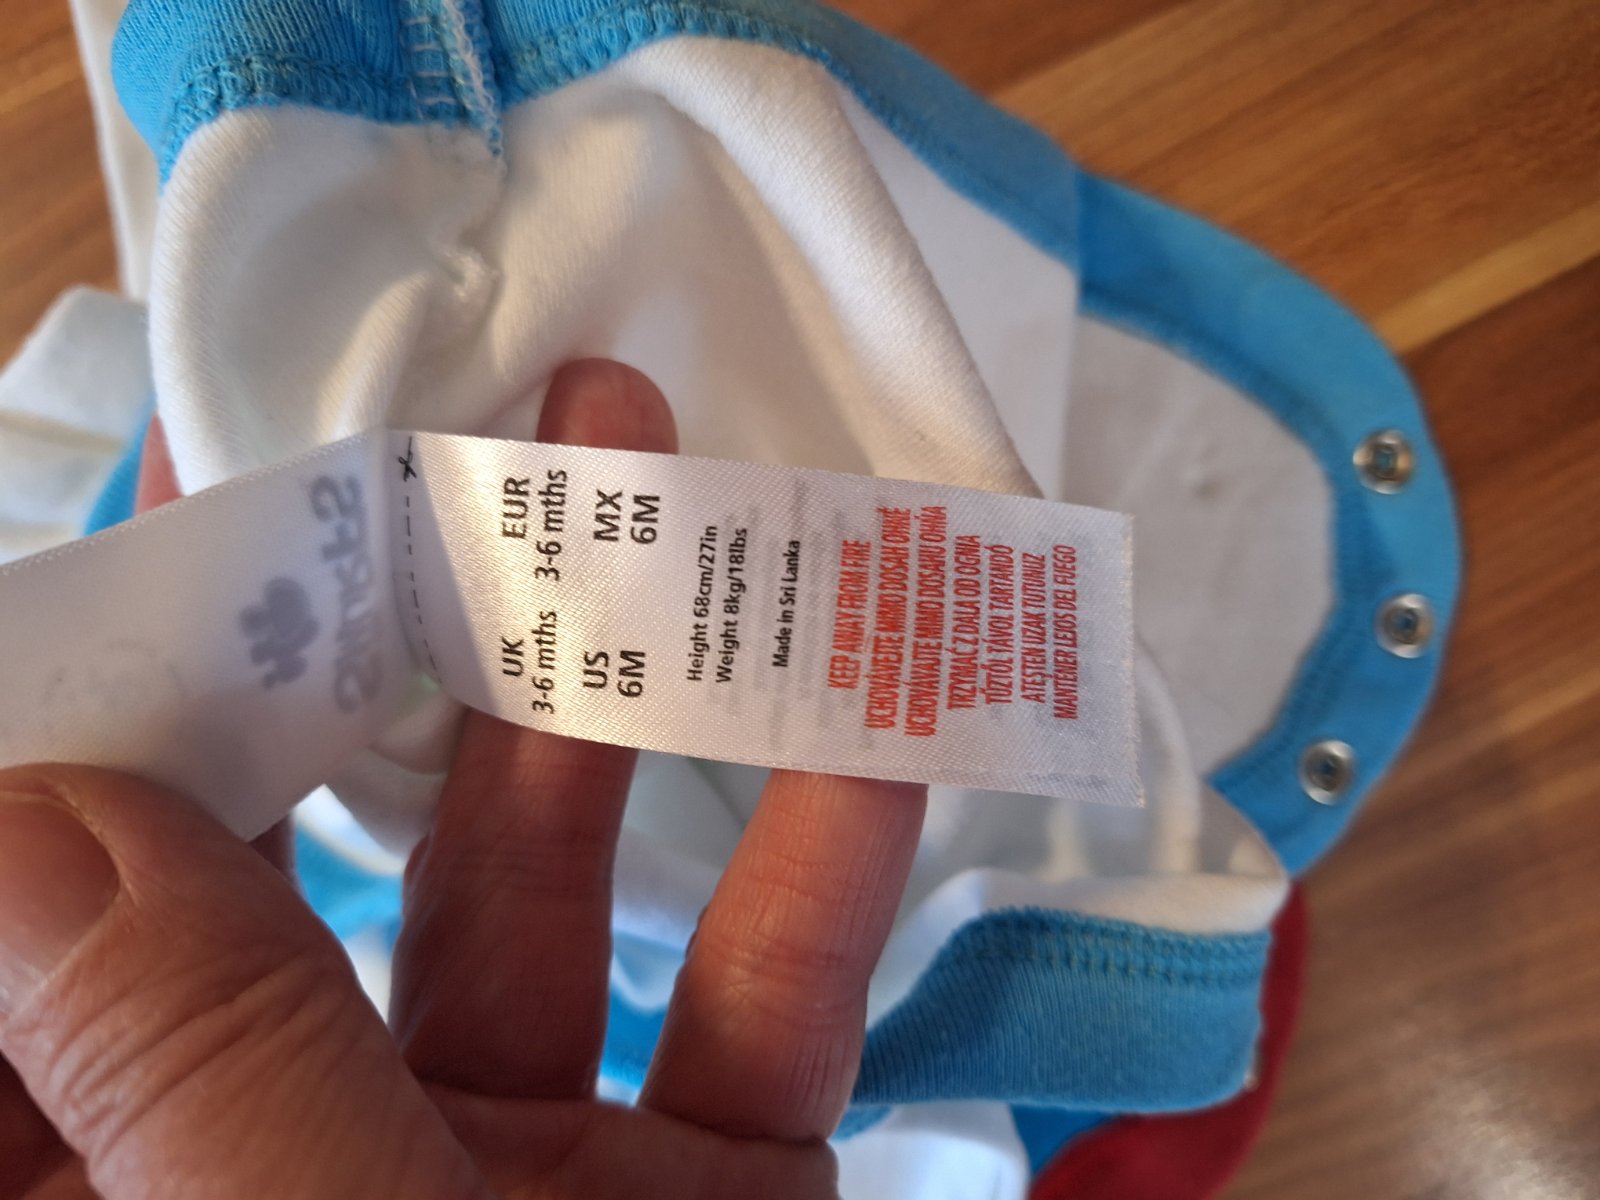 UK EUR
3-6 mths 3-6 mths
US MX
6M 6M
Height 68cm/27in
Weight 8kg/18lbs
Made in Sri Lanka
KEEP AWAY FROM FIRE
UCHOVÁVEJTE MIMO DOSAH OHNĚ
UCHOVÁVAJTE MIMO DOSAHU OHŇA
TRZYMAĆ Z DALA OD OGNIA
TŰZTŐL TÁVOL TARTANDÓ
ATEŞTEN UZAK TUTUNUZ
MANTENER LEJOS DEL FUEGO